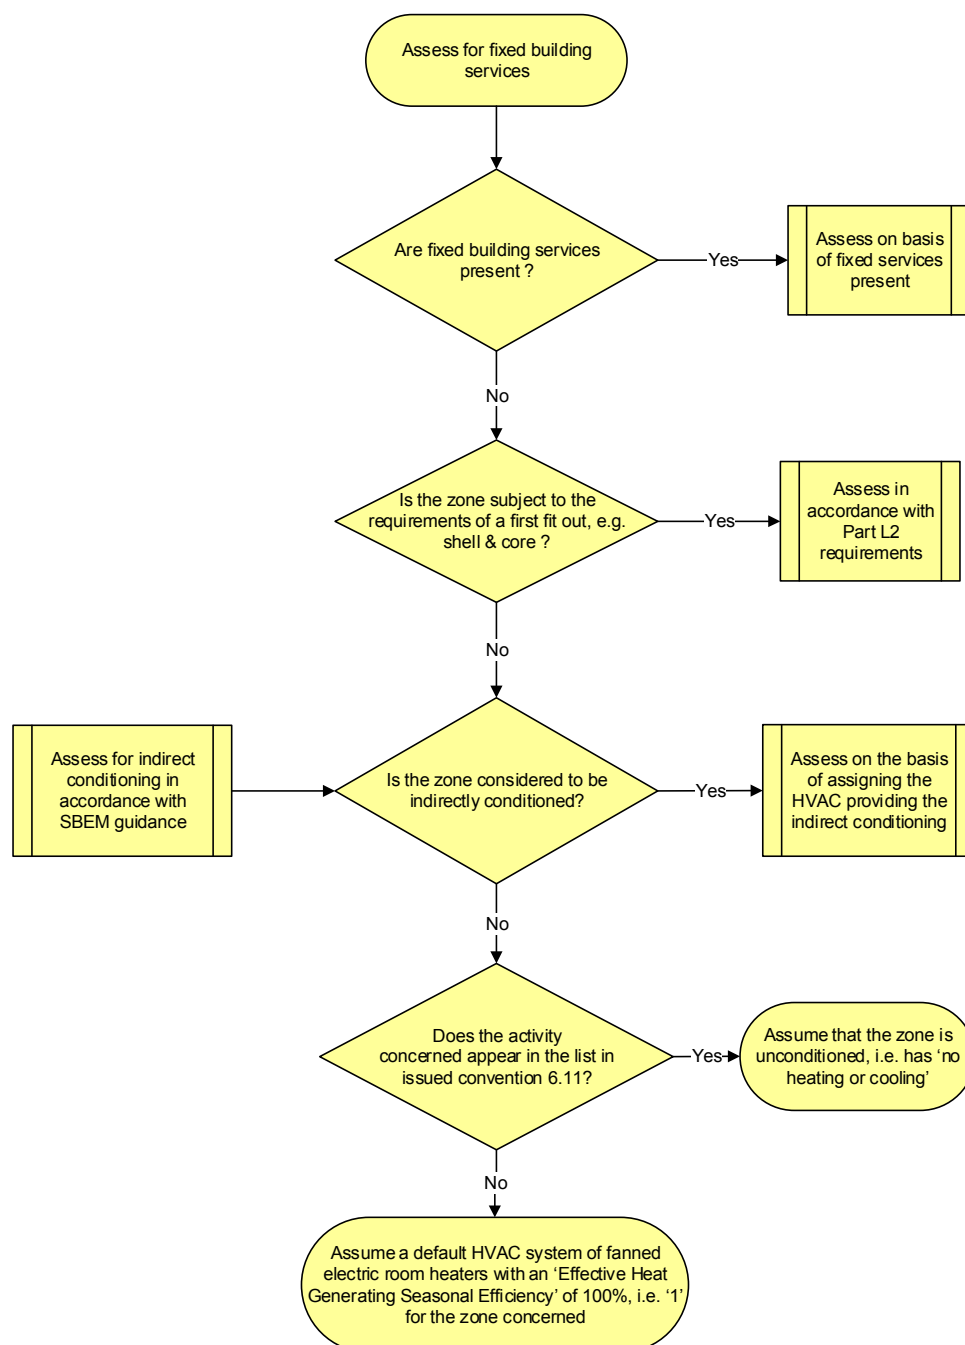 Assess for fixed building
services
Are fixed building services
present ?
Yes
Assess on basis
of fixed services
present
No
Is the zone subject to the
requirements of a first fit out, e.g.
shell & core ?
Yes
Assess in
accordance with
Part L2
requirements
No
Assess for indirect
conditioning in
accordance with
SBEM guidance
Is the zone considered to be
indirectly conditioned?
Yes
Assess on the basis
of assigning the
HVAC providing the
indirect conditioning
No
Does the activity
concerned appear in the list in
issued convention 6.11?
Yes
Assume that the zone is
unconditioned, i.e. has ‘no
heating or cooling’
No
Assume a default HVAC system of fanned
electric room heaters with an ‘Effective Heat
Generating Seasonal Efficiency’ of 100%, i.e. ‘1’
for the zone concerned